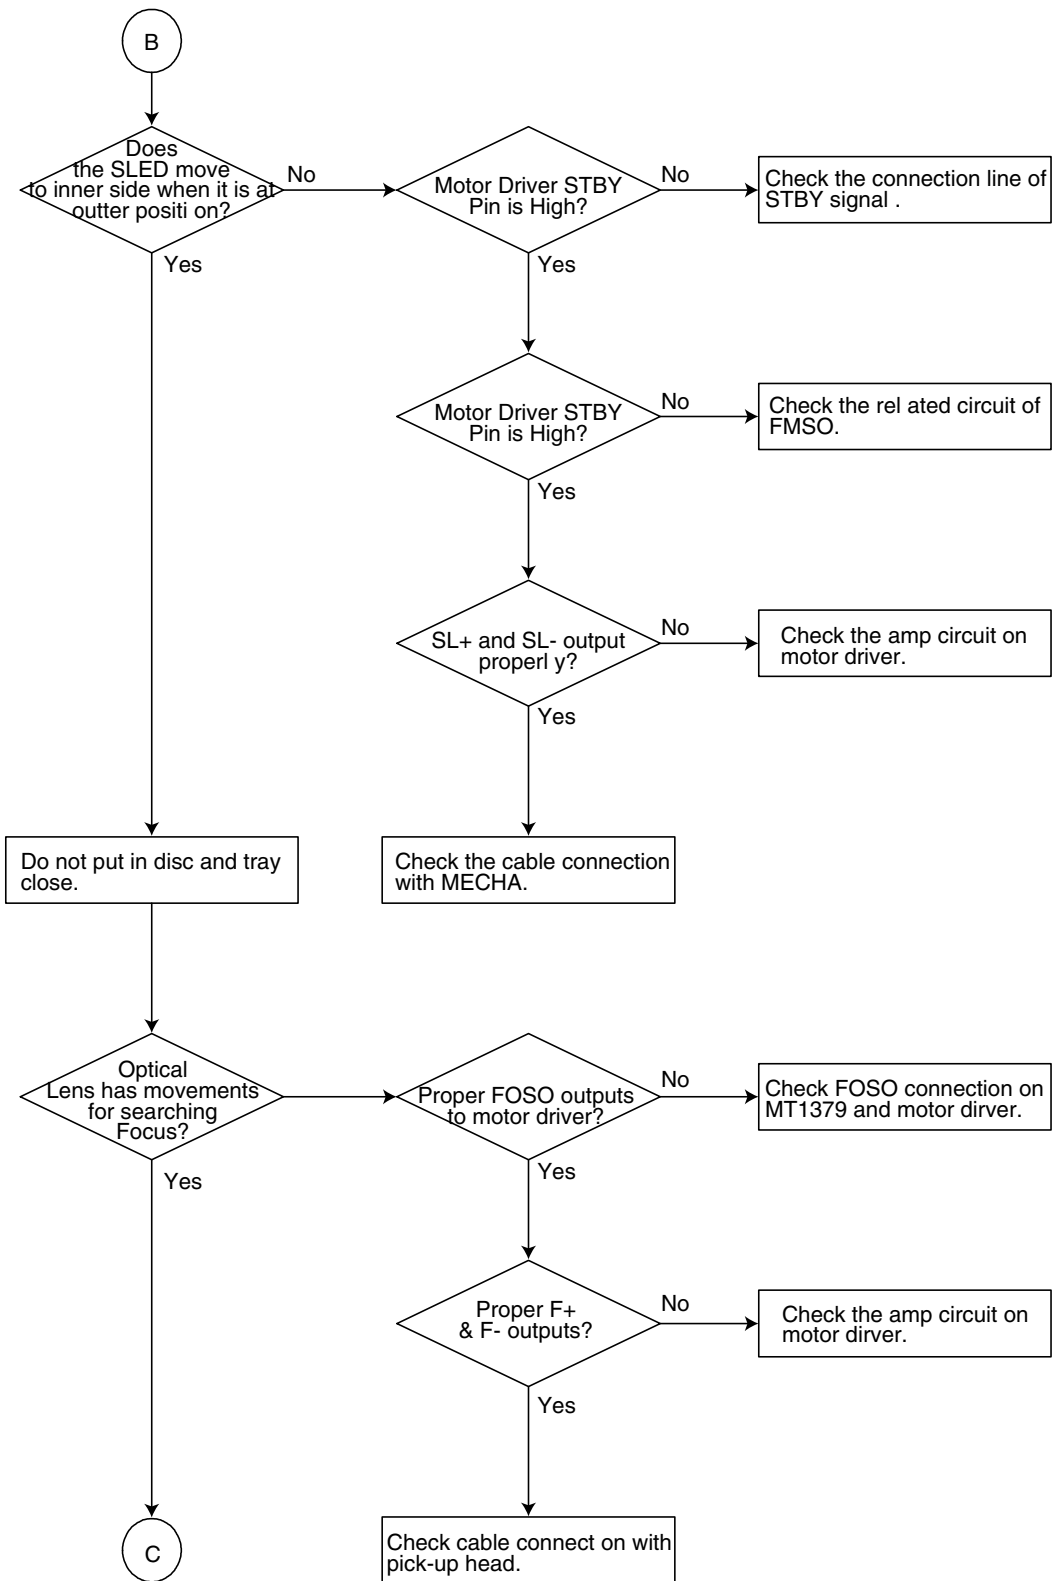 B
Does
the SLED move
to inner side when it is at
outter positi on?
No
Yes
Motor Driver STBY
Pin is High?
No
Yes
Check the connection line of
STBY signal .
Motor Driver STBY
Pin is High?
No
Yes
Check the rel ated circuit of
FMSO.
SL+ and SL- output
properl y?
No
Yes
Check the amp circuit on
motor driver.
Do not put in disc and tray
close.
Check the cable connection
with MECHA.
Optical
Lens has movements
for searching
Focus?
Yes
Proper FOSO outputs
to motor driver?
No
Yes
Check FOSO connection on
MT1379 and motor dirver.
Proper F+
& F- outputs?
No
Yes
Check the amp circuit on
motor dirver.
C
Check cable connect on with
pick-up head.